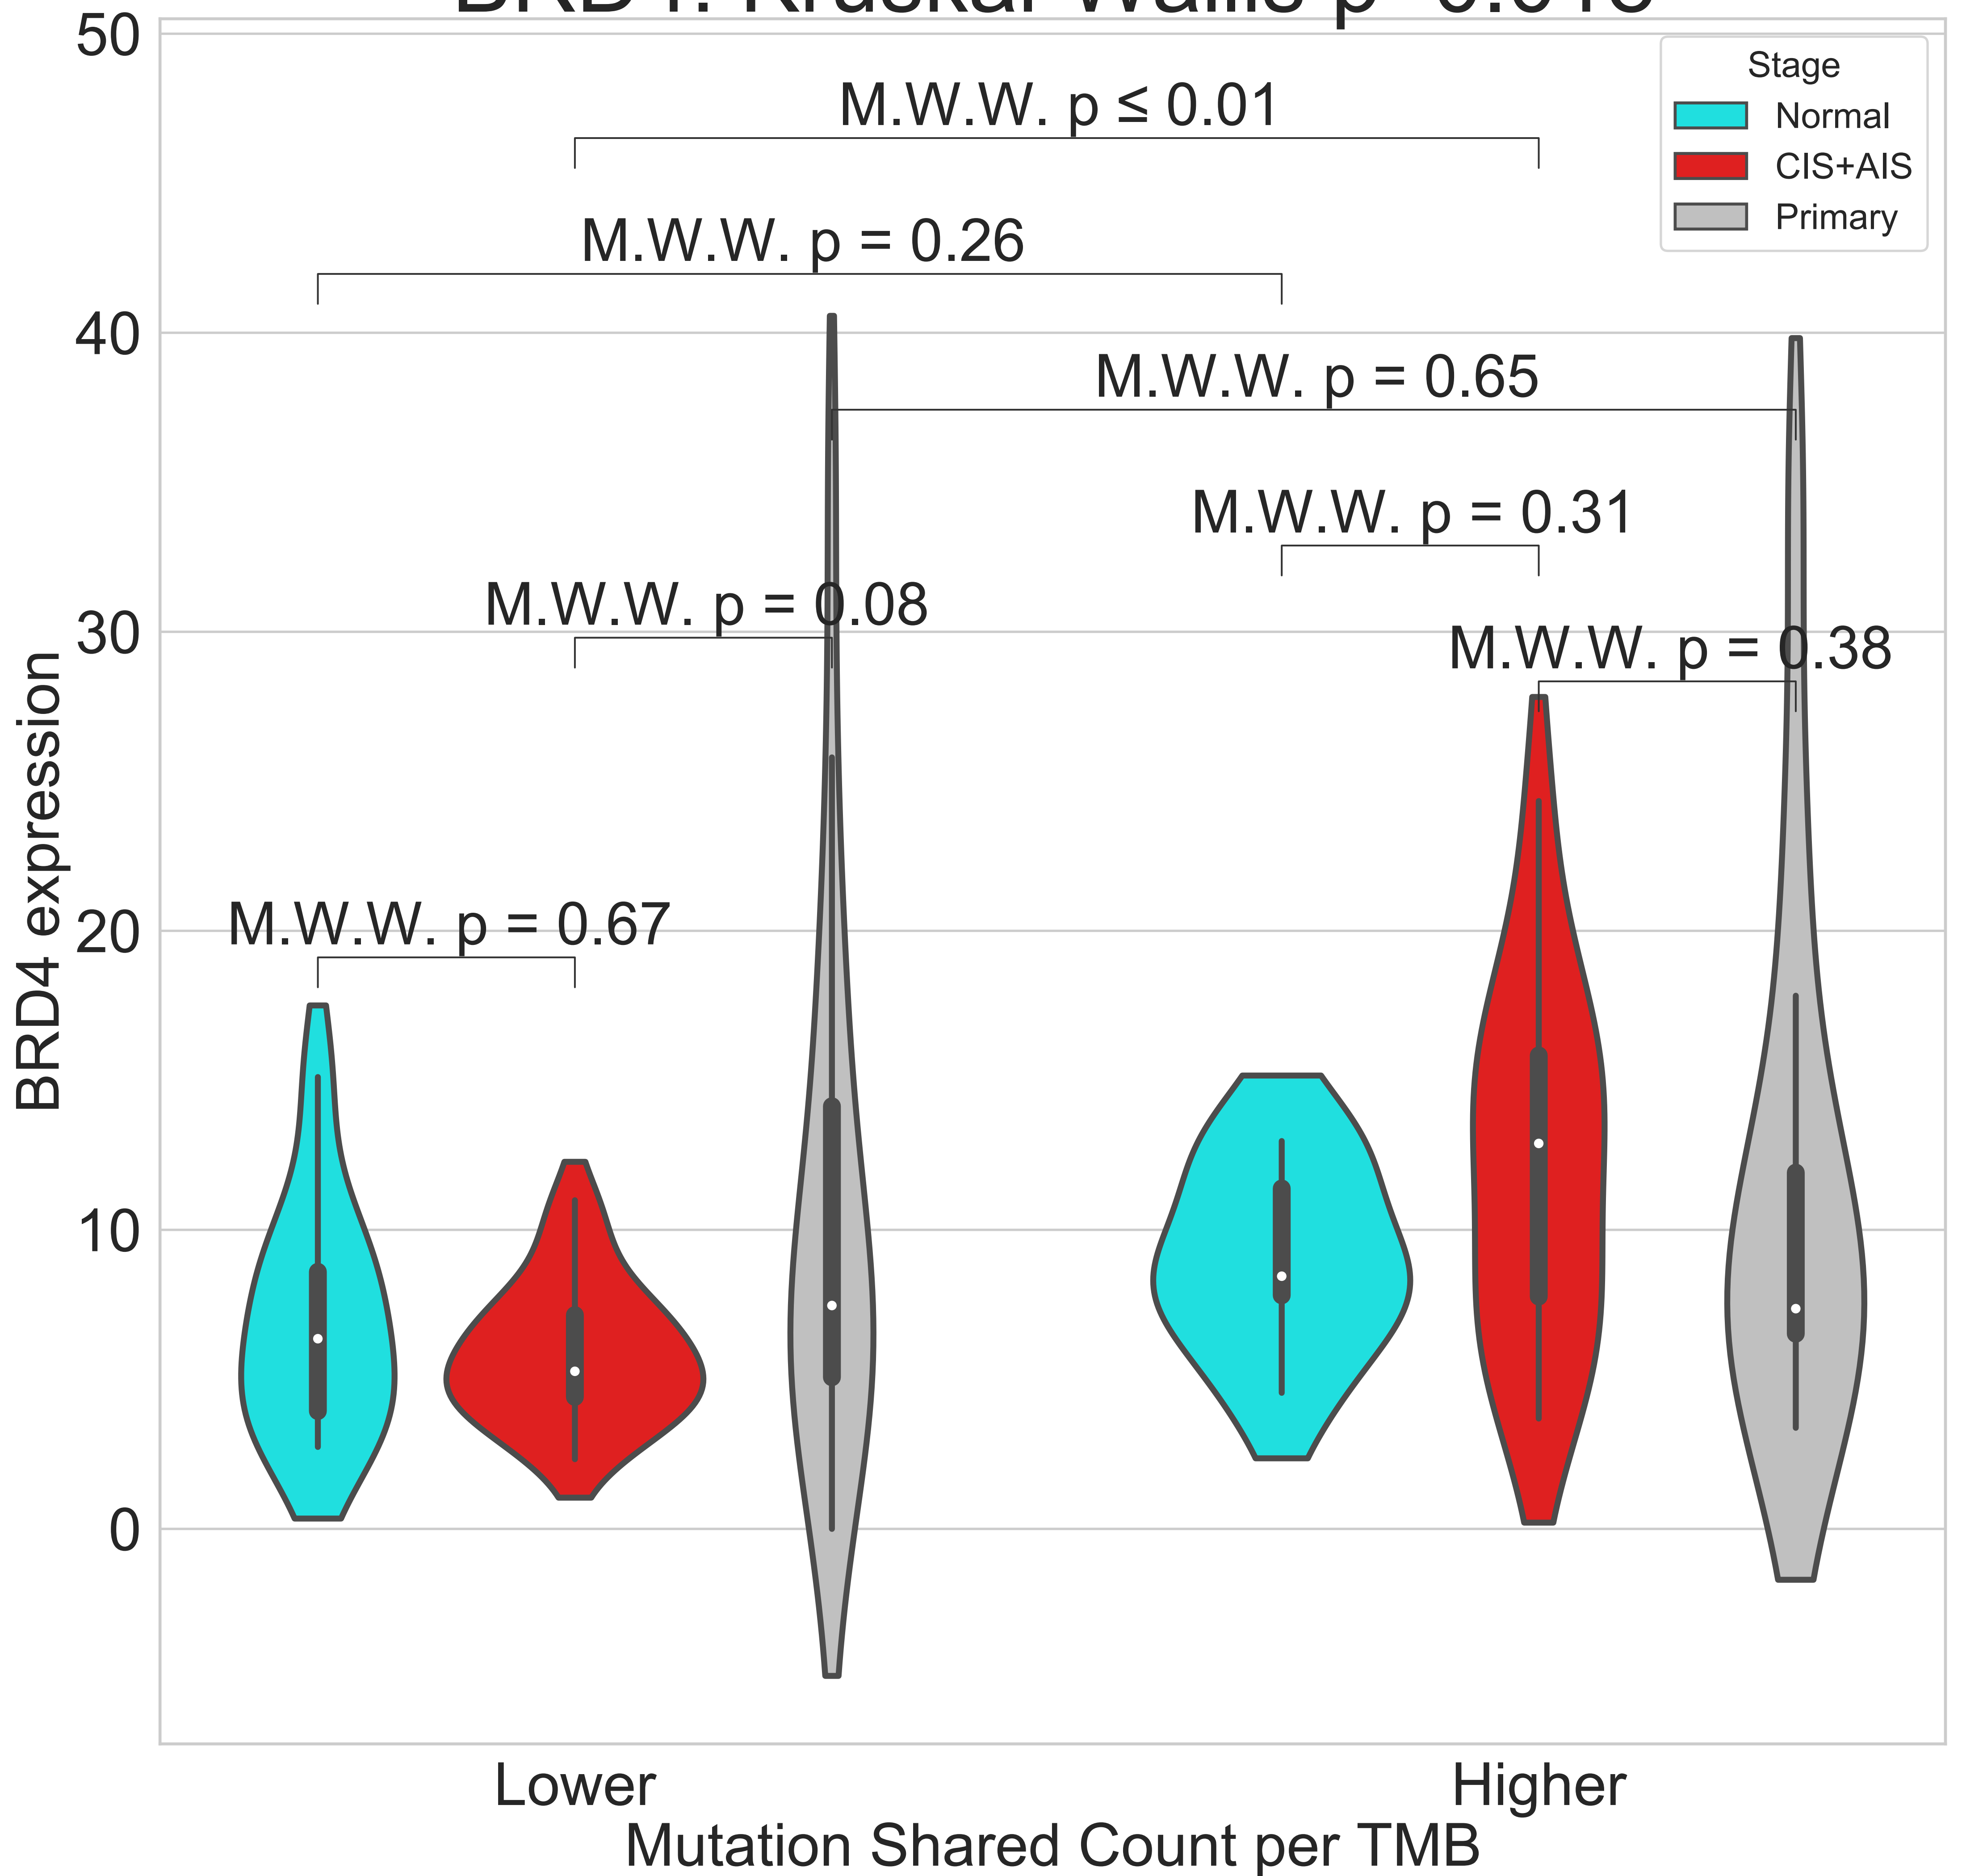 50
Stage
Normal
CIS+AIS
Primary
M.W.W. p ≤ 0.01
M.W.W. p = 0.26
40
M.W.W. p = 0.65
M.W.W. p = 0.31
M.W.W. p = 0.08
30
M.W.W. p = 0.38
M.W.W. p = 0.67
20
10
0
BRD4 expression
Lower
Higher
Mutation Shared Count per TMB